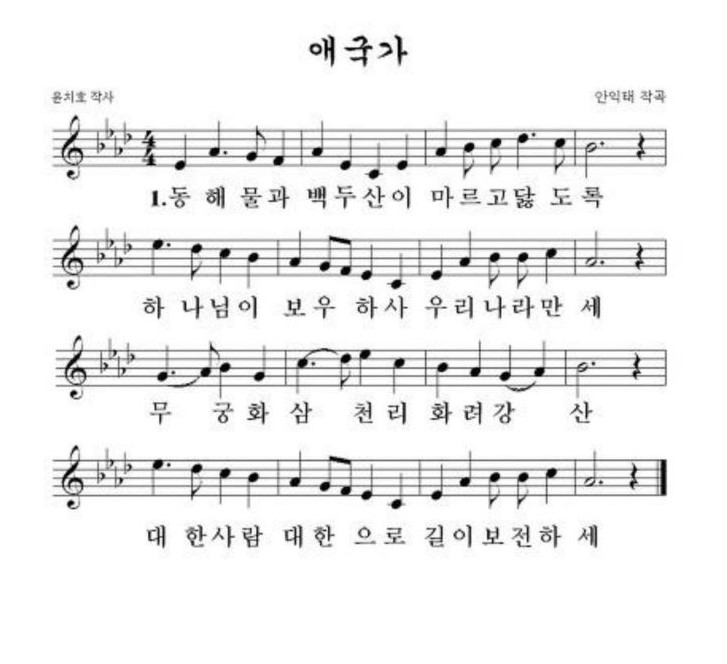 애국가
윤치호 작사 안익태 작곡
1.동 해 물과 백두산이 마르고닳 도록
하 나님이 보우 하사 우리나라만 세
무 궁화 삼 천리 화려강 산
대 한사람 대한 으로 길이보전하 세